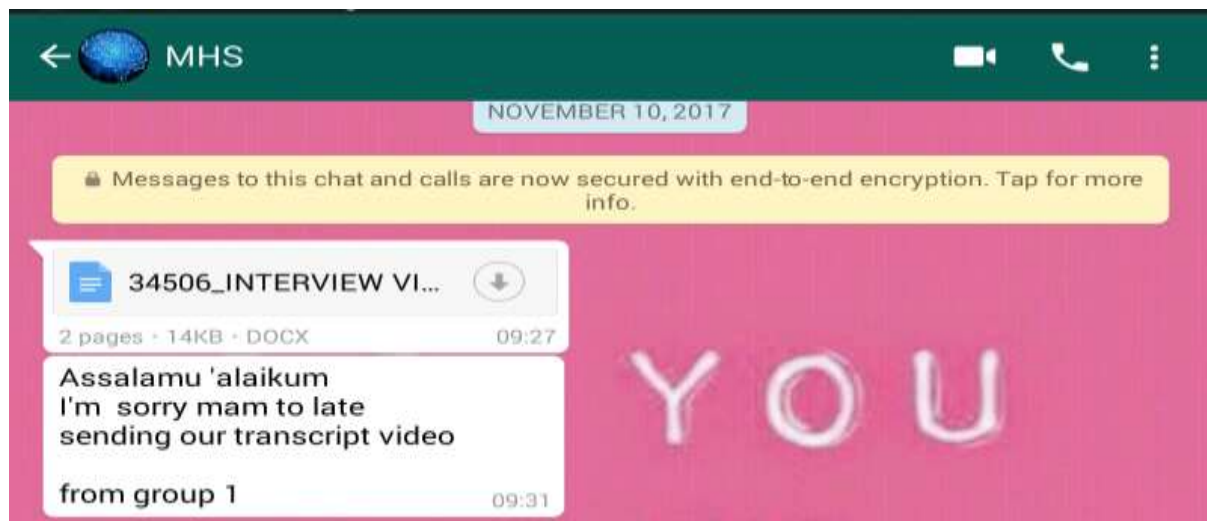 MHS
NOVEMBER 10, 2017
Messages to this chat and calls are now secured with end-to-end encryption. Tap for more
info.
34506_INTERVIEW VI...
2 pages · 14KB · DOCX 09:27
Assalamu 'alaikum
I'm sorry mam to late
sending our transcript video
from group 1 09:31
YOU